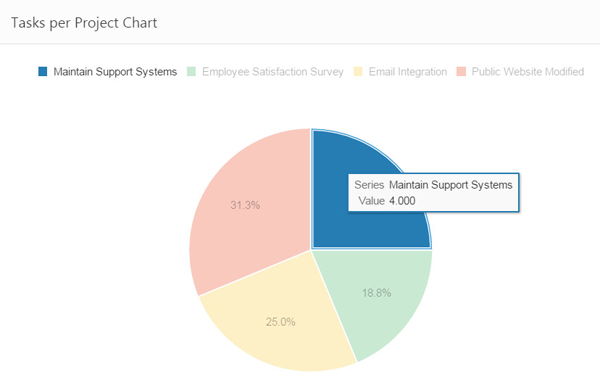 Tasks per Project Chart
Maintain Support Systems Employee Satisfaction Survey Email Integration Public Website Modified
Series Maintain Support Systems
Value 4.000
31.3%
18.8%
25.0%